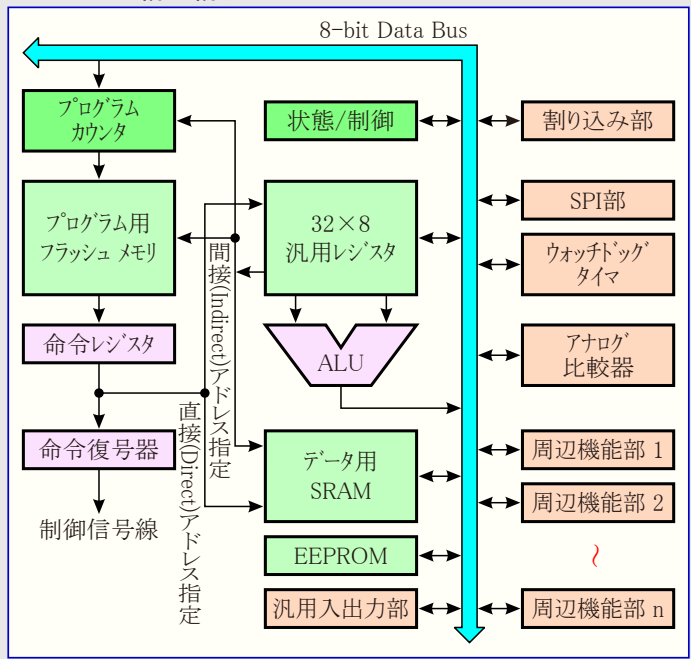 8-bit Data Bus
プログラム
カウンタ
状態/制御
割り込み部
プログラム用
フラッシュ メモリ
32×8
汎用レジスタ
SPI部
ウォッチドッグ
タイマ
間接(Indirect)アドレス指定
命令レジスタ
ALU
アナログ
比較器
直接(Direct)アドレス指定
命令復号器
データ用
SRAM
周辺機能部 1
周辺機能部 2
制御信号線
EEPROM
~
汎用入出力部
周辺機能部 n